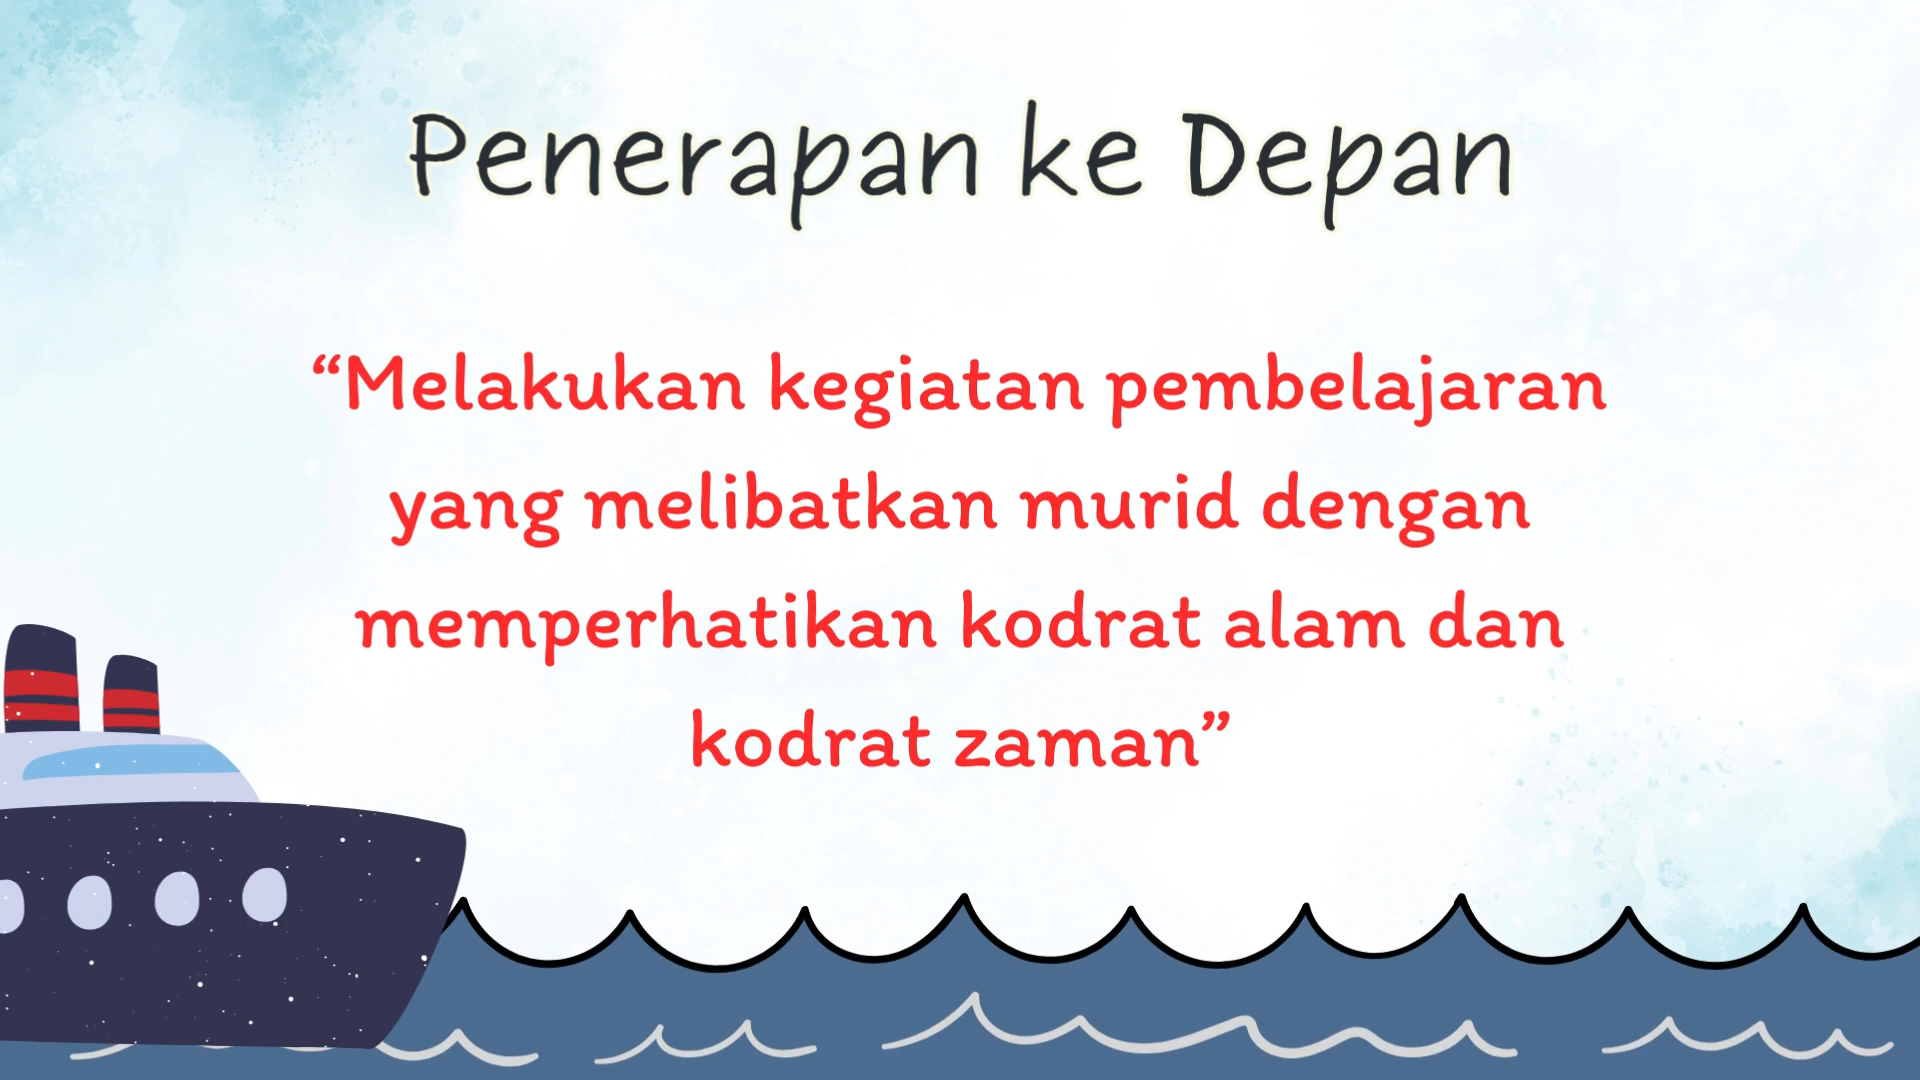 Penerapan ke Depan
“Melakukan kegiatan pembelajaran
yang melibatkan murid dengan
memperhatikan kodrat alam dan
kodrat zaman”